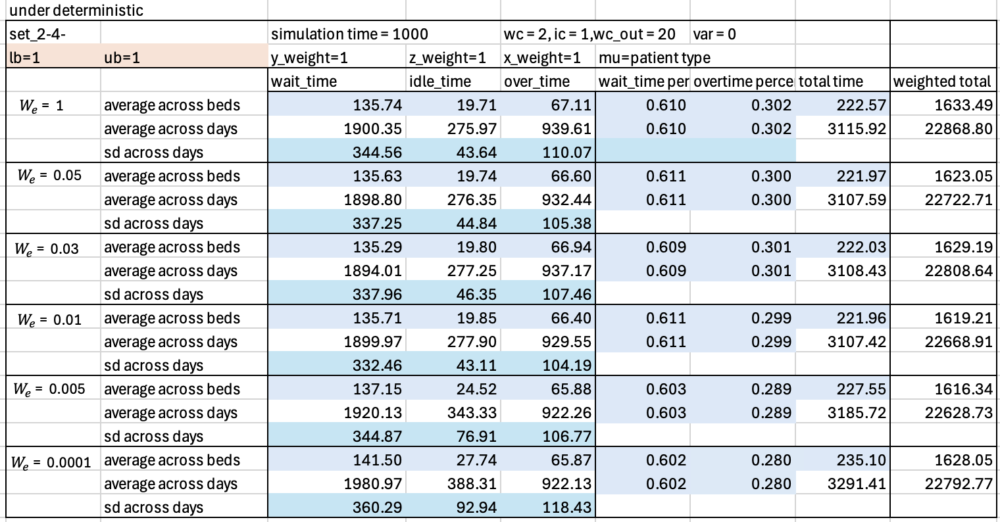 under deterministic
set_2-4- simulation time = 1000 wc = 2, ic = 1,wc_out = 20 var = 0
lb=1 ub=1 y_weight=1 z_weight=1 x_weight=1 mu=patient type
wait_time idle_time over_time wait_time per overtime perce total time weighted total
Wₑ = 1 average across beds 135.74 19.71 67.11 0.610 0.302 222.57 1633.49
average across days 1900.35 275.97 939.61 0.610 0.302 3115.92 22868.80
sd across days 344.56 43.64 110.07
Wₑ = 0.05 average across beds 135.63 19.74 66.60 0.611 0.300 221.97 1623.05
average across days 1898.80 276.35 932.44 0.611 0.300 3107.59 22722.71
sd across days 337.25 44.84 105.38
Wₑ = 0.03 average across beds 135.29 19.80 66.94 0.609 0.301 222.03 1629.19
average across days 1894.01 277.25 937.17 0.609 0.301 3108.43 22808.64
sd across days 337.96 46.35 107.46
Wₑ = 0.01 average across beds 135.71 19.85 66.40 0.611 0.299 221.96 1619.21
average across days 1899.97 277.90 929.55 0.611 0.299 3107.42 22668.91
sd across days 332.46 43.11 104.19
Wₑ = 0.005 average across beds 137.15 24.52 65.88 0.603 0.289 227.55 1616.34
average across days 1920.13 343.33 922.26 0.603 0.289 3185.72 22628.73
sd across days 344.87 76.91 106.77
Wₑ = 0.0001 average across beds 141.50 27.74 65.87 0.602 0.280 235.10 1628.05
average across days 1980.97 388.31 922.13 0.602 0.280 3291.41 22792.77
sd across days 360.29 92.94 118.43